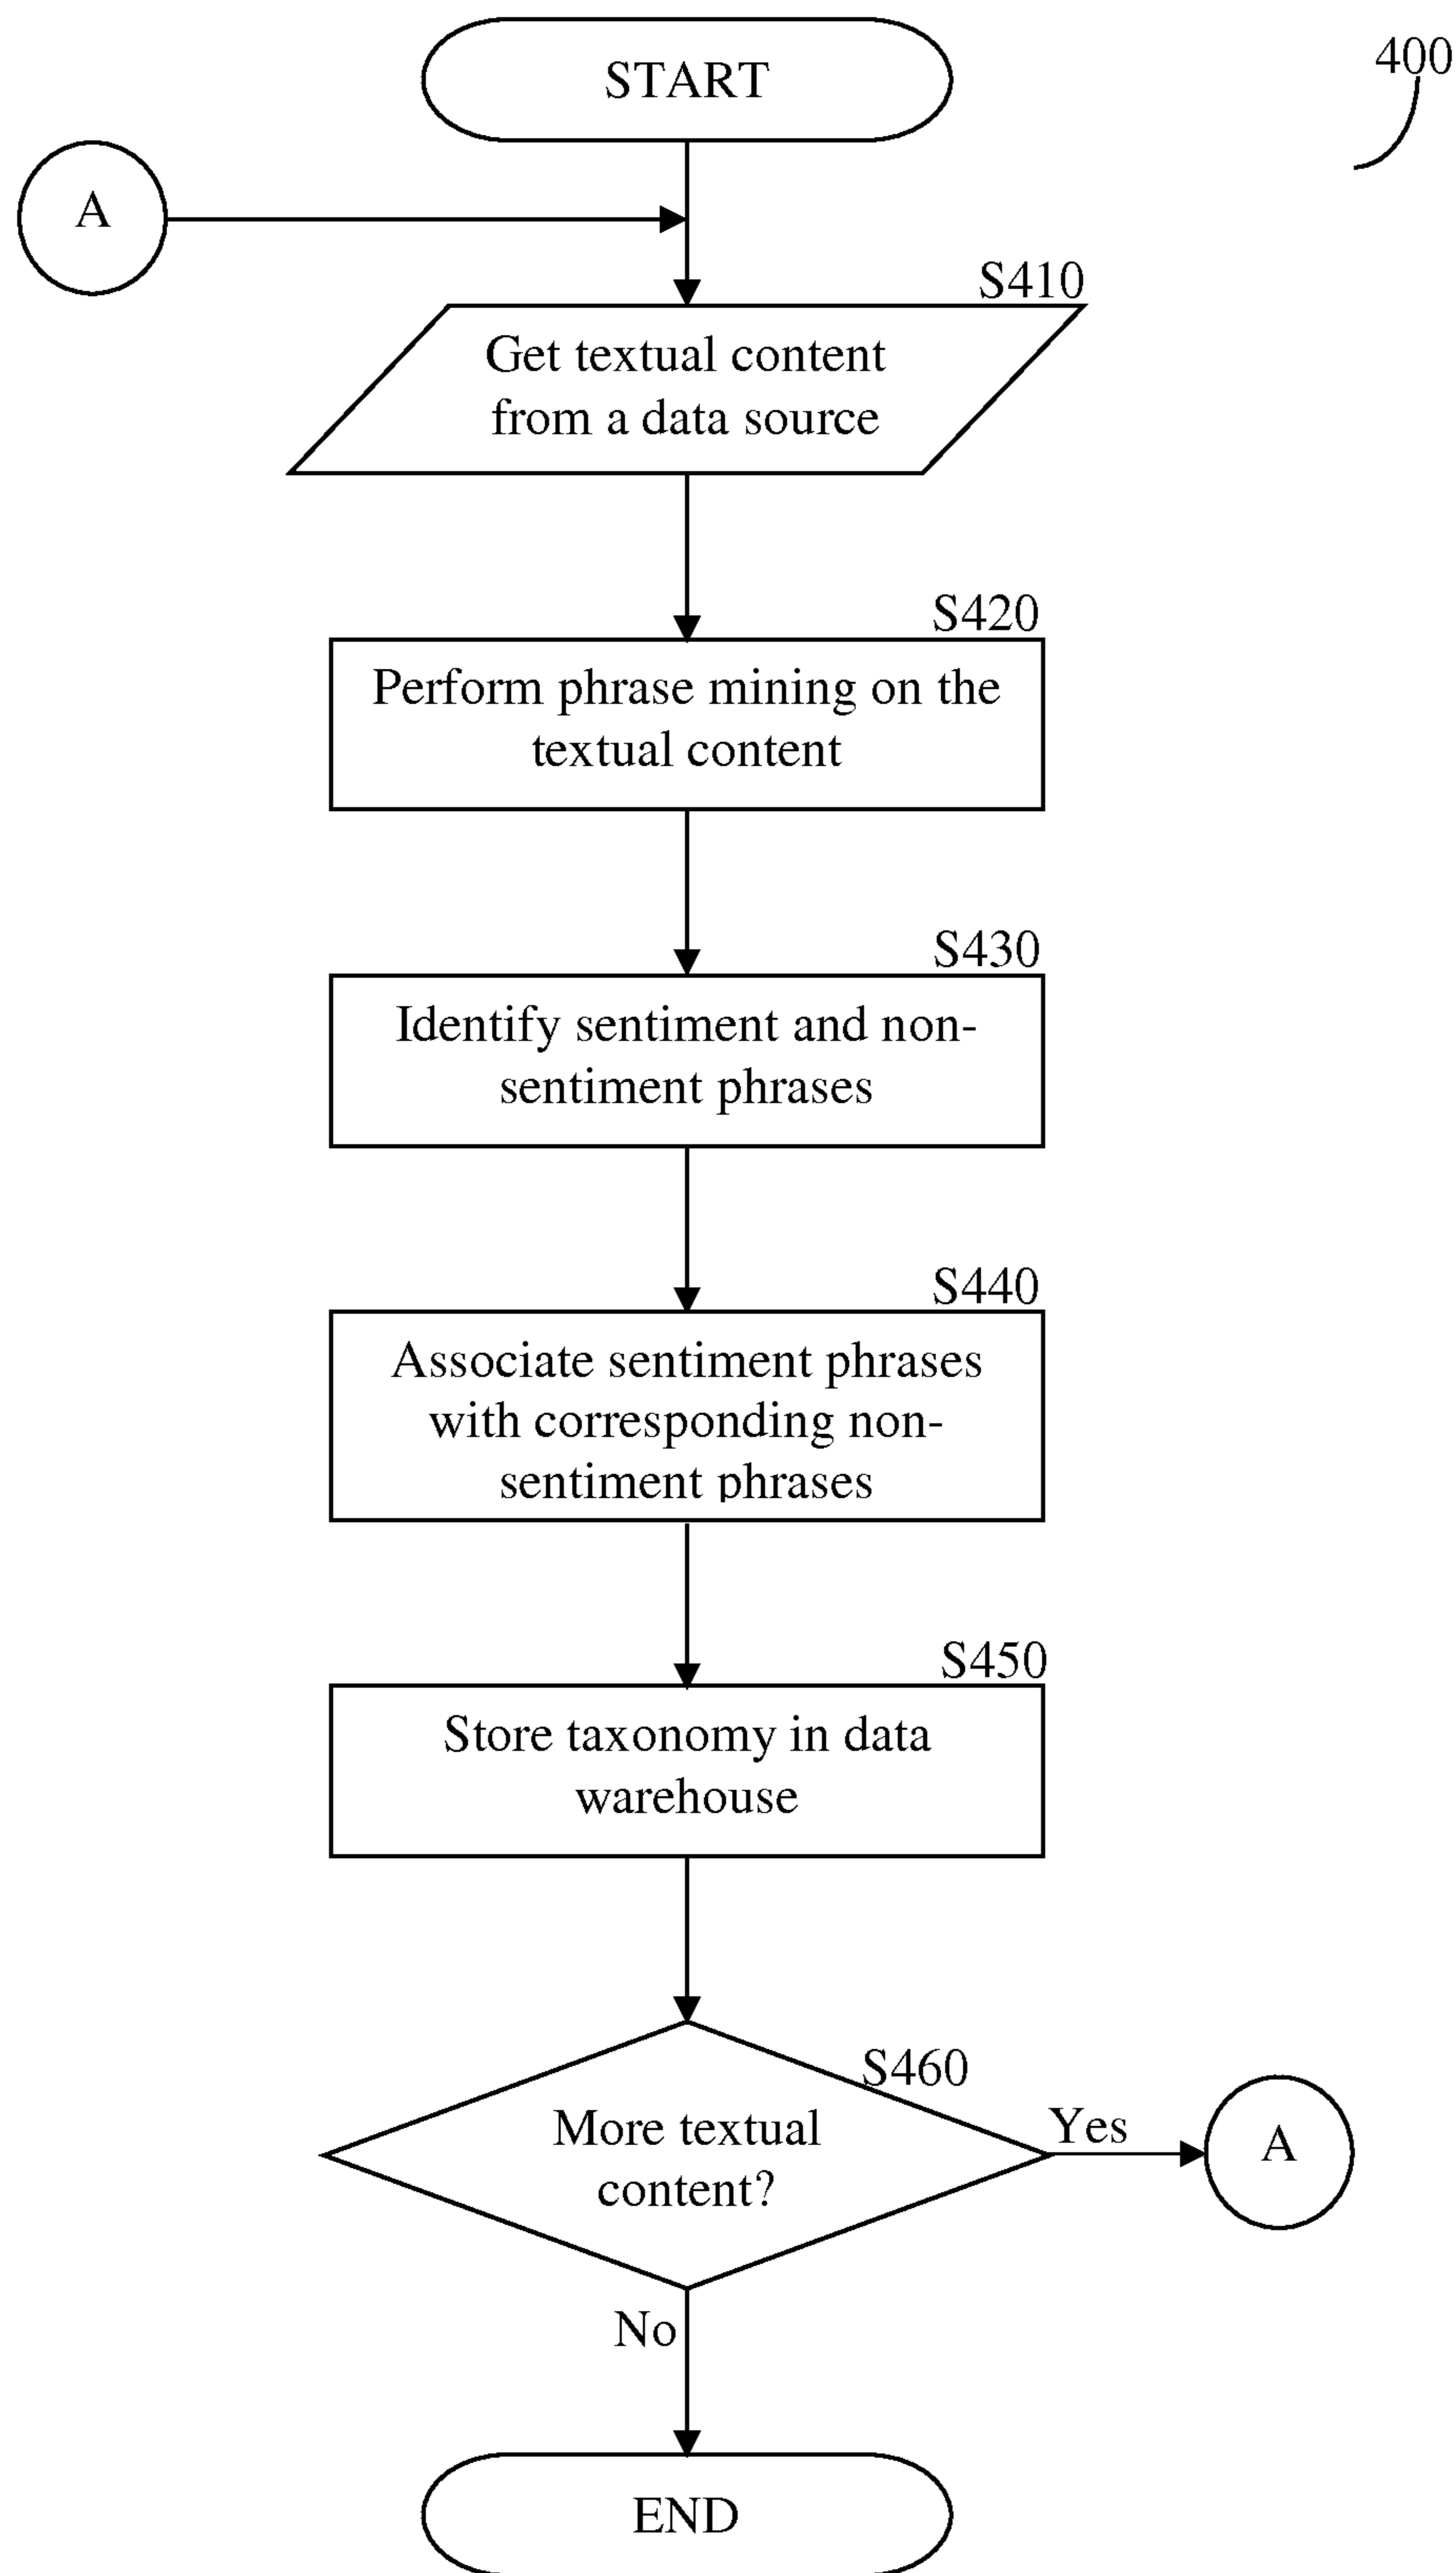 START
400
A
S410
Get textual content
from a data source
S420
Perform phrase mining on the
textual content
S430
Identify sentiment and non-
sentiment phrases
S440
Associate sentiment phrases
with corresponding non-
sentiment phrases
S450
Store taxonomy in data
warehouse
S460
More textual
content?
Yes
A
No
END